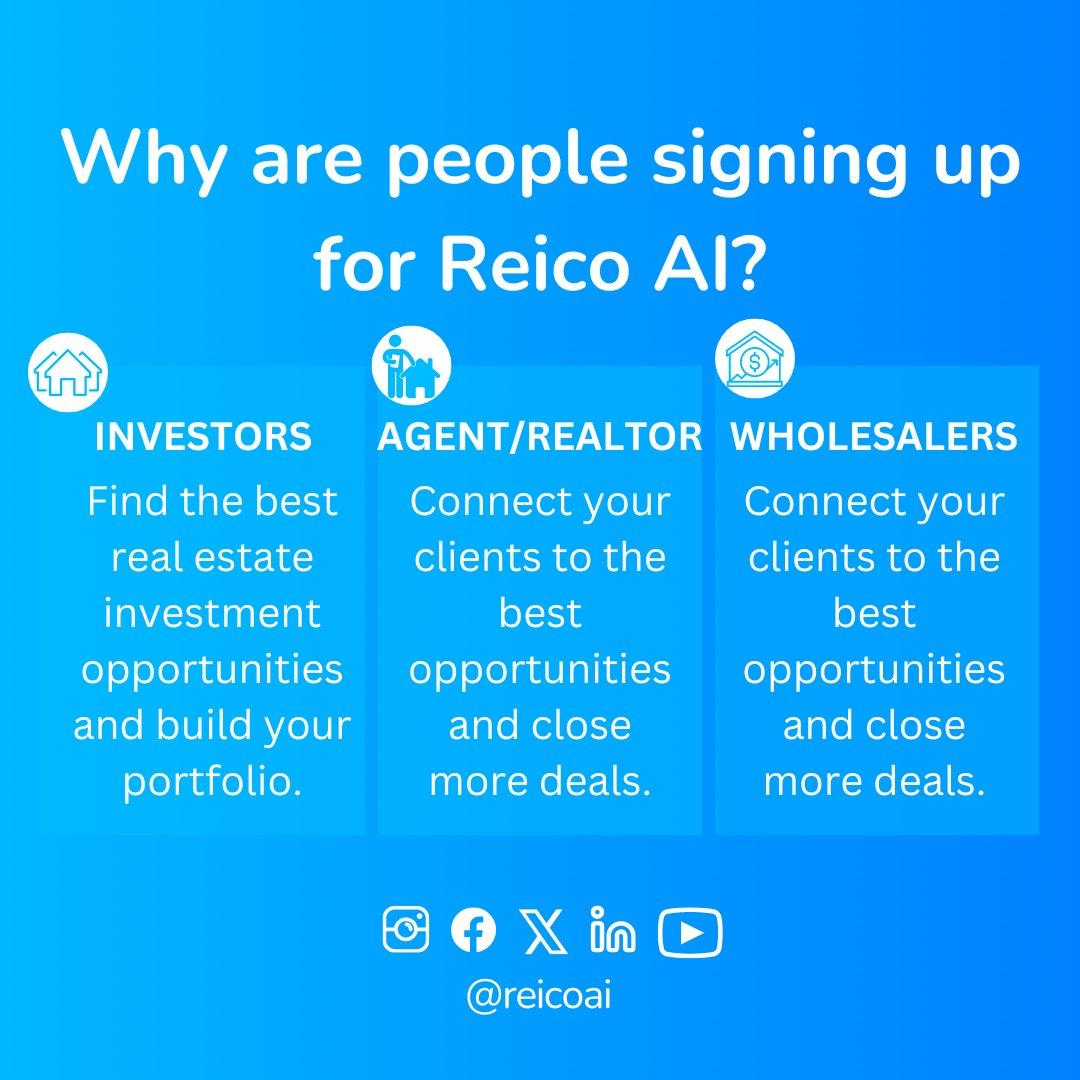 Why are people signing up
for Reico AI?
INVESTORS
Find the best
real estate
investment
opportunities
and build your
portfolio.
AGENT/REALTOR
Connect your
clients to the
best
opportunities
and close
more deals.
WHOLESALERS
Connect your
clients to the
best
opportunities
and close
more deals.
@reicoai